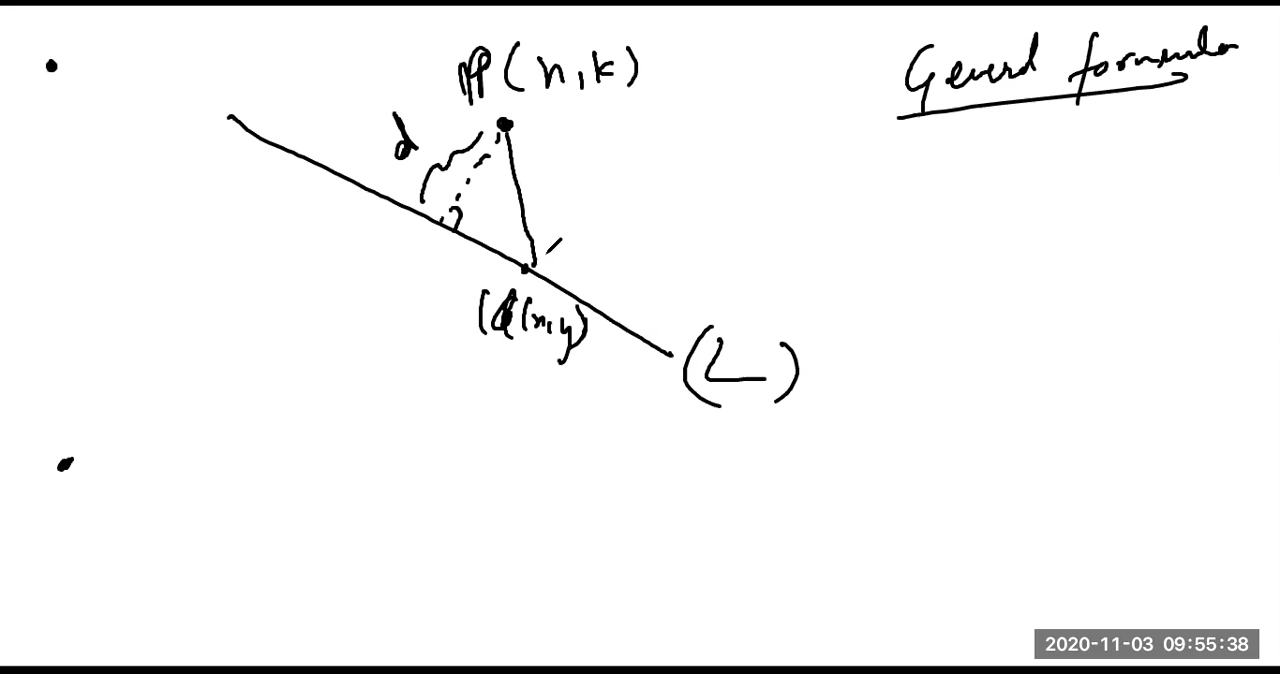 General formula
P(h,k)
d
Q(x,y)
(L)
2020-11-03 09:55:38